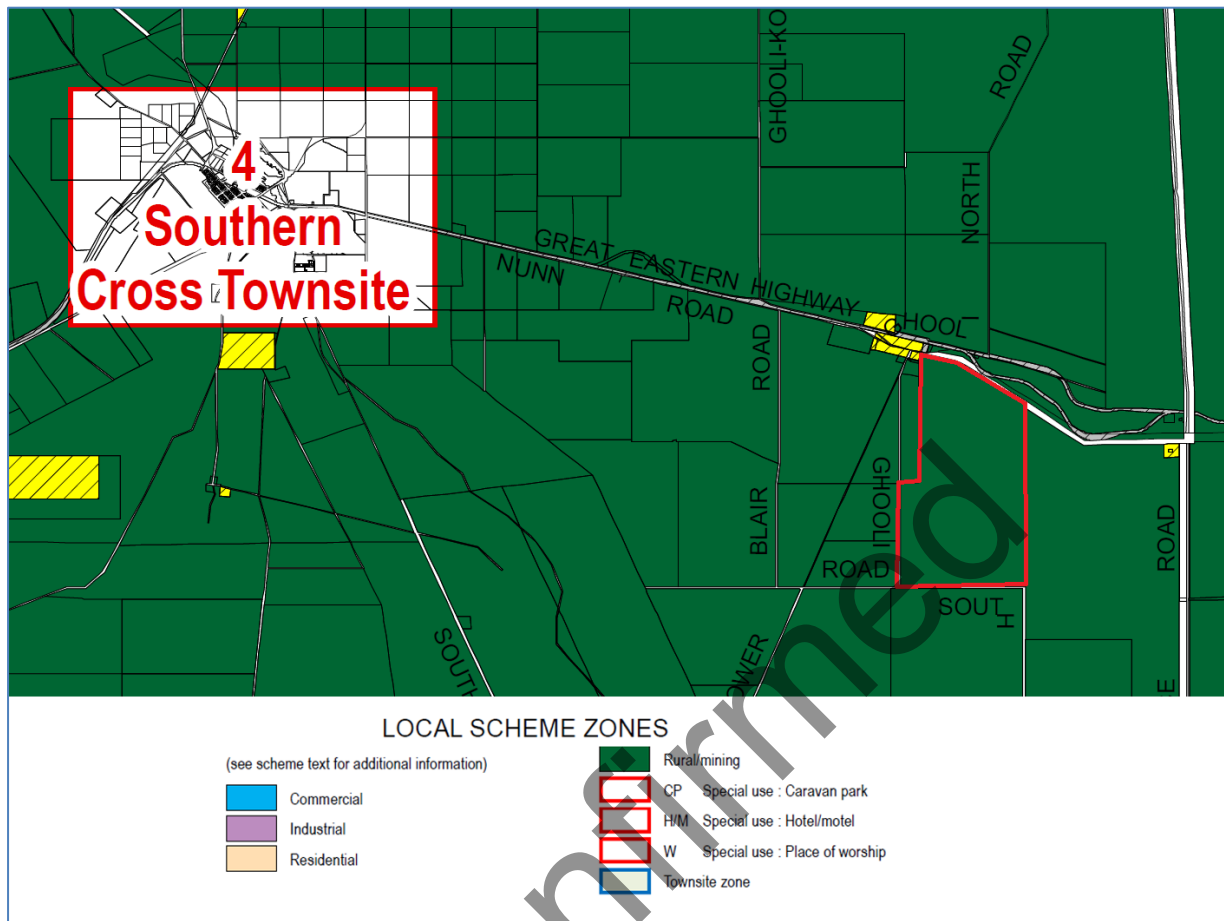 GHOOLI-KO
ROAD
NORTH
4
Southern
Cross Townsite
GREAT EASTERN HIGHWAY
NUNN ROAD
GHOOLI
ROAD
BLAIR
GHOOLI
ROAD
ROAD
SOUTH
SOUTH
OWER
E
LOCAL SCHEME ZONES
(see scheme text for additional information)
Commercial
Industrial
Residential
Rural/mining
CP Special use : Caravan park
H/M Special use : Hotel/motel
W Special use : Place of worship
Townsite zone
nfirmed